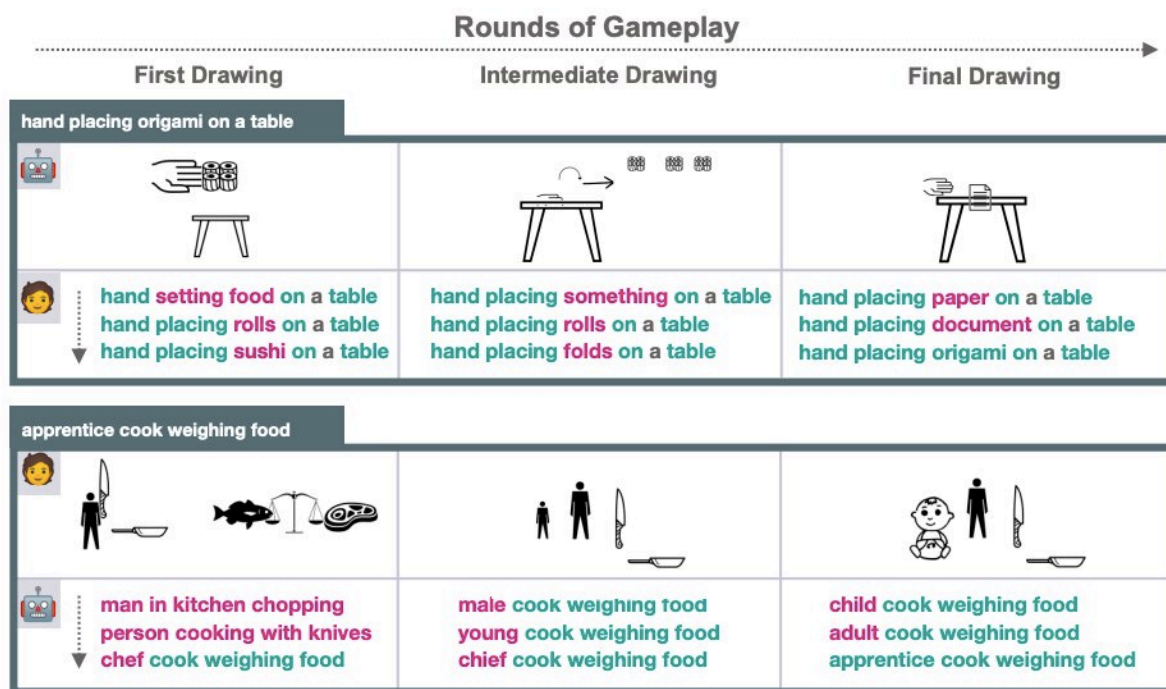 Rounds of Gameplay
First Drawing
Intermediate Drawing
Final Drawing
hand placing origami on a table
hand setting food on a table
hand placing rolls on a table
hand placing sushi on a table
hand placing something on a table
hand placing rolls on a table
hand placing folds on a table
hand placing paper on a table
hand placing document on a table
hand placing origami on a table
apprentice cook weighing food
man in kitchen chopping
person cooking with knives
chef cook weighing food
male cook weighing food
young cook weighing food
chief cook weighing food
child cook weighing food
adult cook weighing food
apprentice cook weighing food